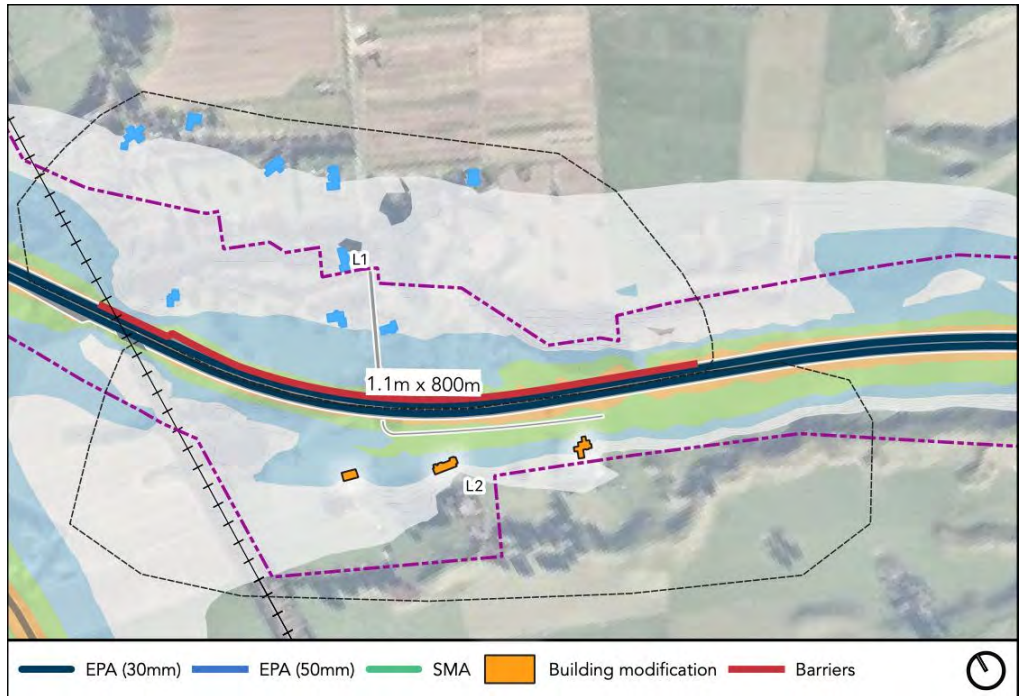 L1
1.1m x 800m
L2
EPA (30mm) EPA (50mm) SMA Building modification Barriers